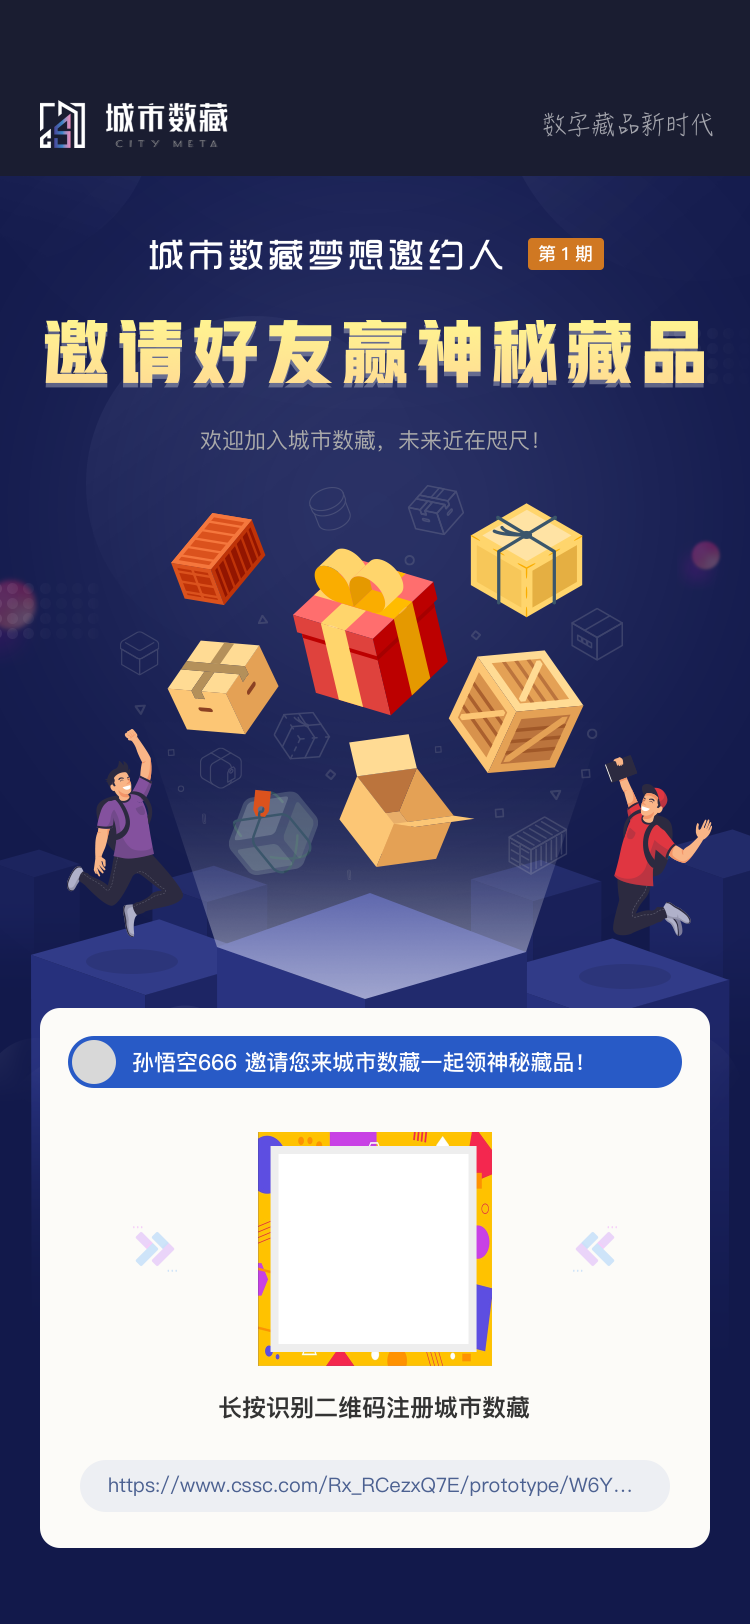 城市数藏
CITY META
数字藏品新时代
城市数藏梦想邀约人
第1期
邀请好友赢神秘藏品
欢迎加入城市数藏，未来近在咫尺！
孙悟空666 邀请您来城市数藏一起领神秘藏品！
长按识别二维码注册城市数藏
https://www.cssc.com/Rx_RCezxQ7E/prototype/W6Y...